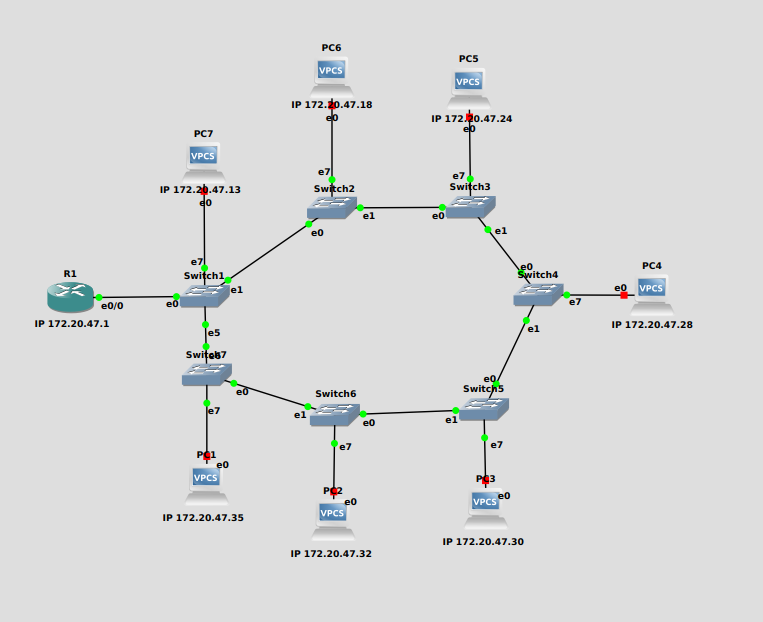 PC6
VPCS
IP 172.20.47.18
e0
PC5
VPCS
IP 172.20.47.24
e0
PC7
VPCS
IP 172.20.47.13
e0
e7
Switch2
e0
e1
e7
Switch3
e0
e1
e7
Switch1
e0
e1
e5
R1
e0/0
IP 172.20.47.1
e0
Switch4
e7
e1
PC4
e0
VPCS
IP 172.20.47.28
Switch7
e0
e7
Switch6
e1
e0
e7
e0
Switch5
e1
e7
PC1
e0
VPCS
IP 172.20.47.35
PC2
e0
VPCS
IP 172.20.47.32
PC3
e0
VPCS
IP 172.20.47.30